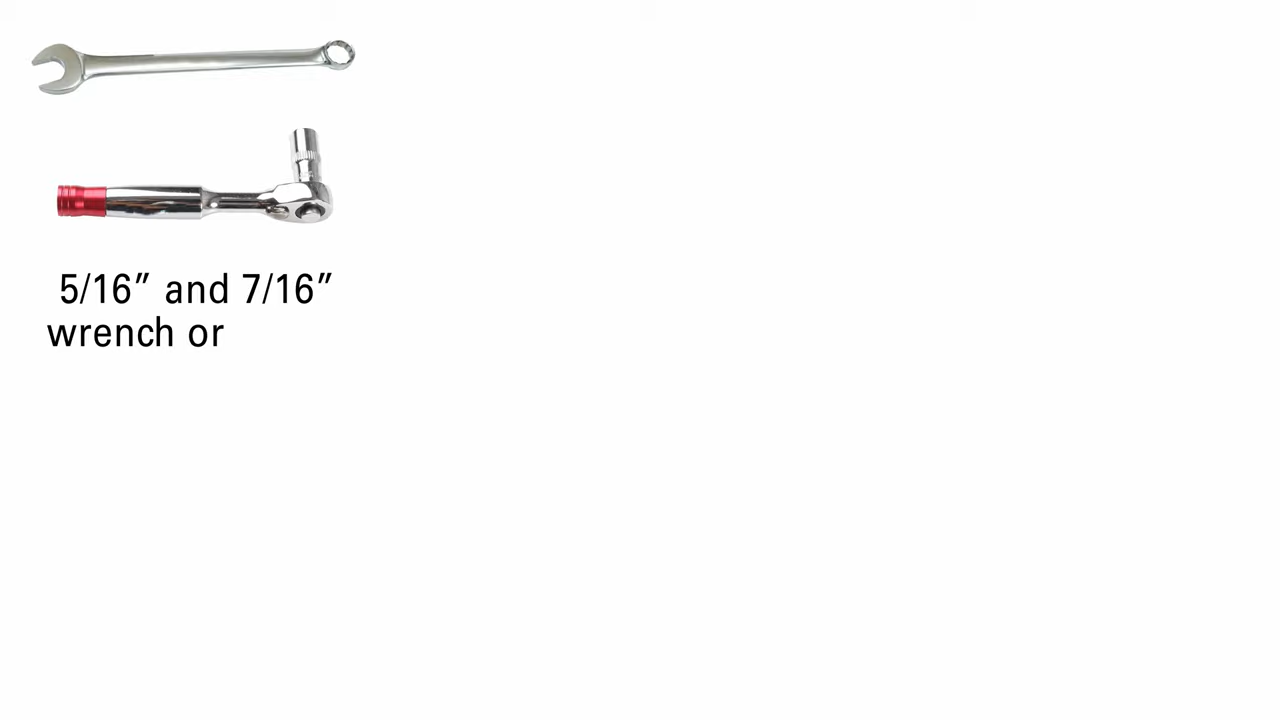 5/16” and 7/16”
wrench or